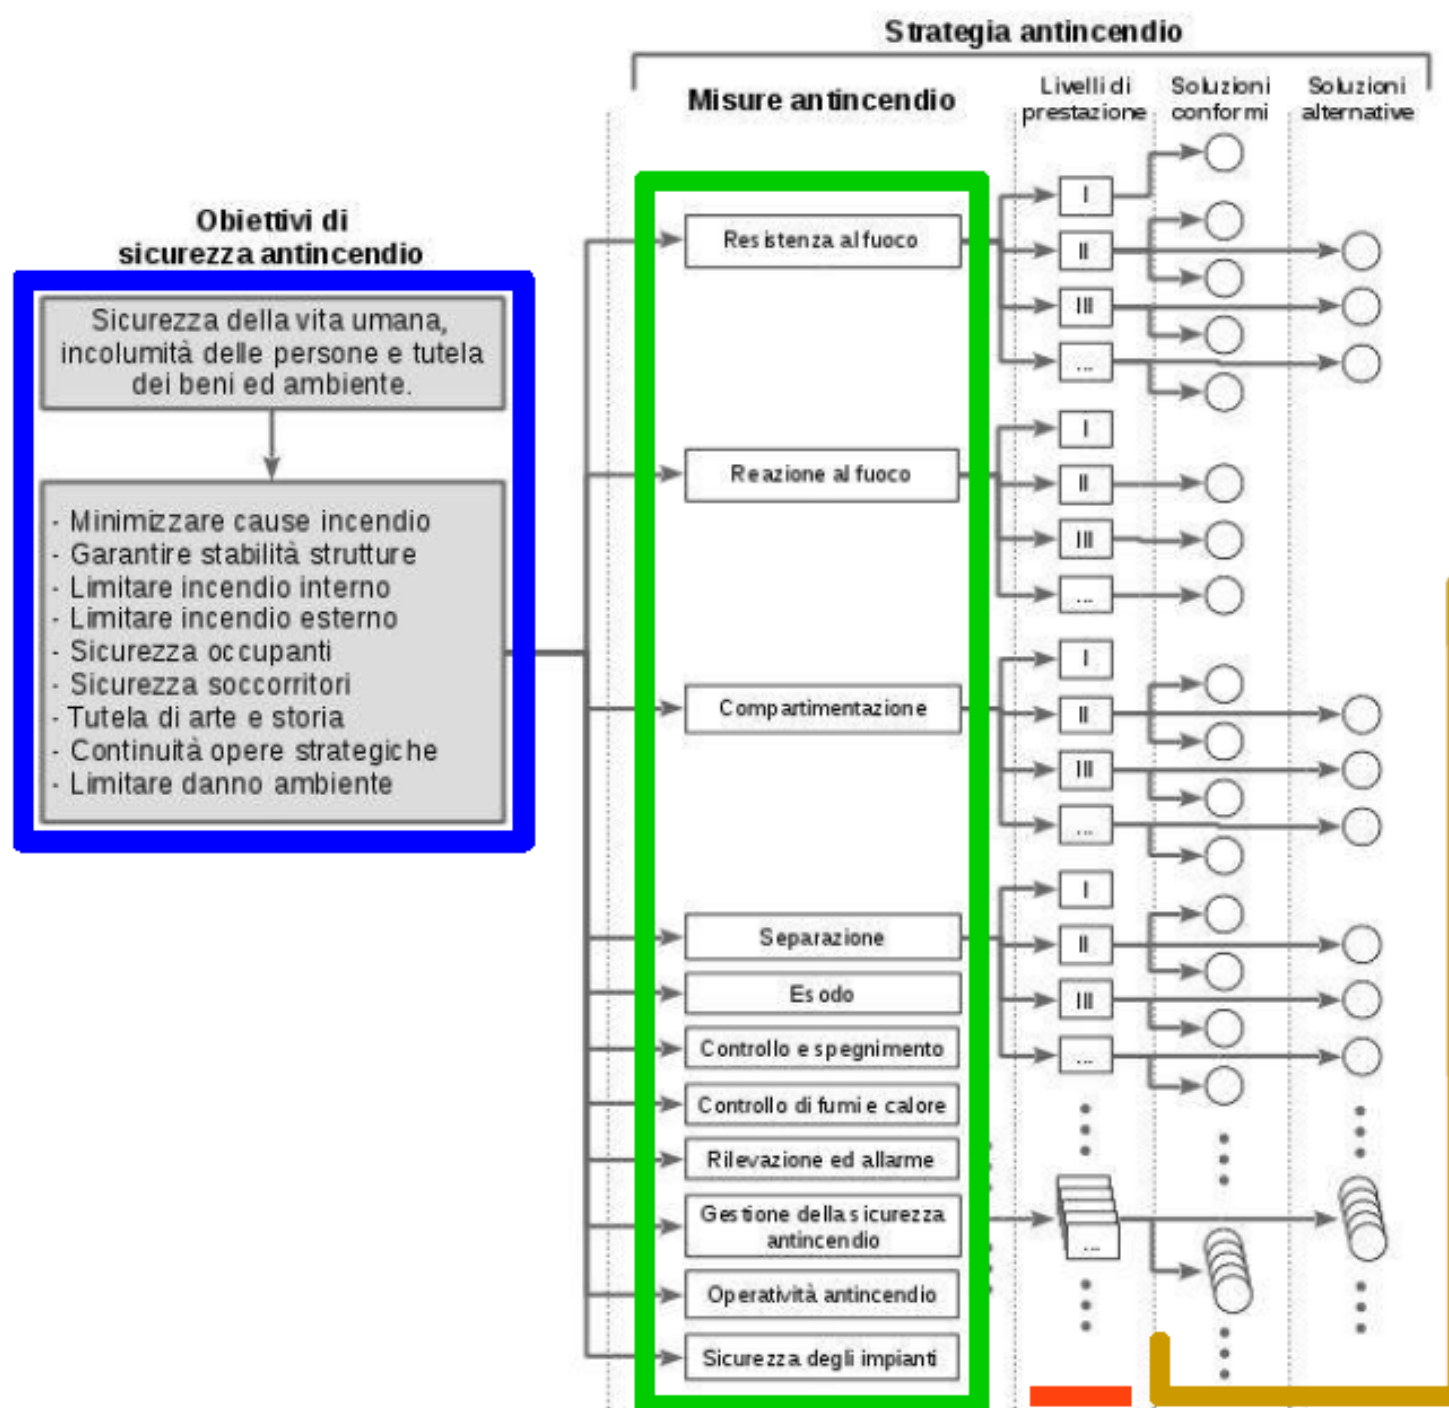 Strategia antincendio
Misure antincendio
Livelli di
prestazione
Soluzioni
conformi
Soluzioni
alternative
Obiettivi di
sicurezza antincendio
Sicurezza della vita umana,
incolumità delle persone e tutela
dei beni ed ambiente.
- Minimizzare cause incendio
- Garantire stabilità strutture
- Limitare incendio interno
- Limitare incendio esterno
- Sicurezza occupanti
- Sicurezza soccorritori
- Tutela di arte e storia
- Continuità opere strategiche
- Limitare danno ambiente
Resistenza al fuoco
I
II
III
...
Reazione al fuoco
I
II
III
...
Compartimentazione
I
II
III
...
Separazione
I
II
III
...
Esodo
Controllo e spegnimento
Controllo di fumi e calore
Rilevazione ed allarme
Gestione della sicurezza
antincendio
...
Operatività antincendio
Sicurezza degli impianti